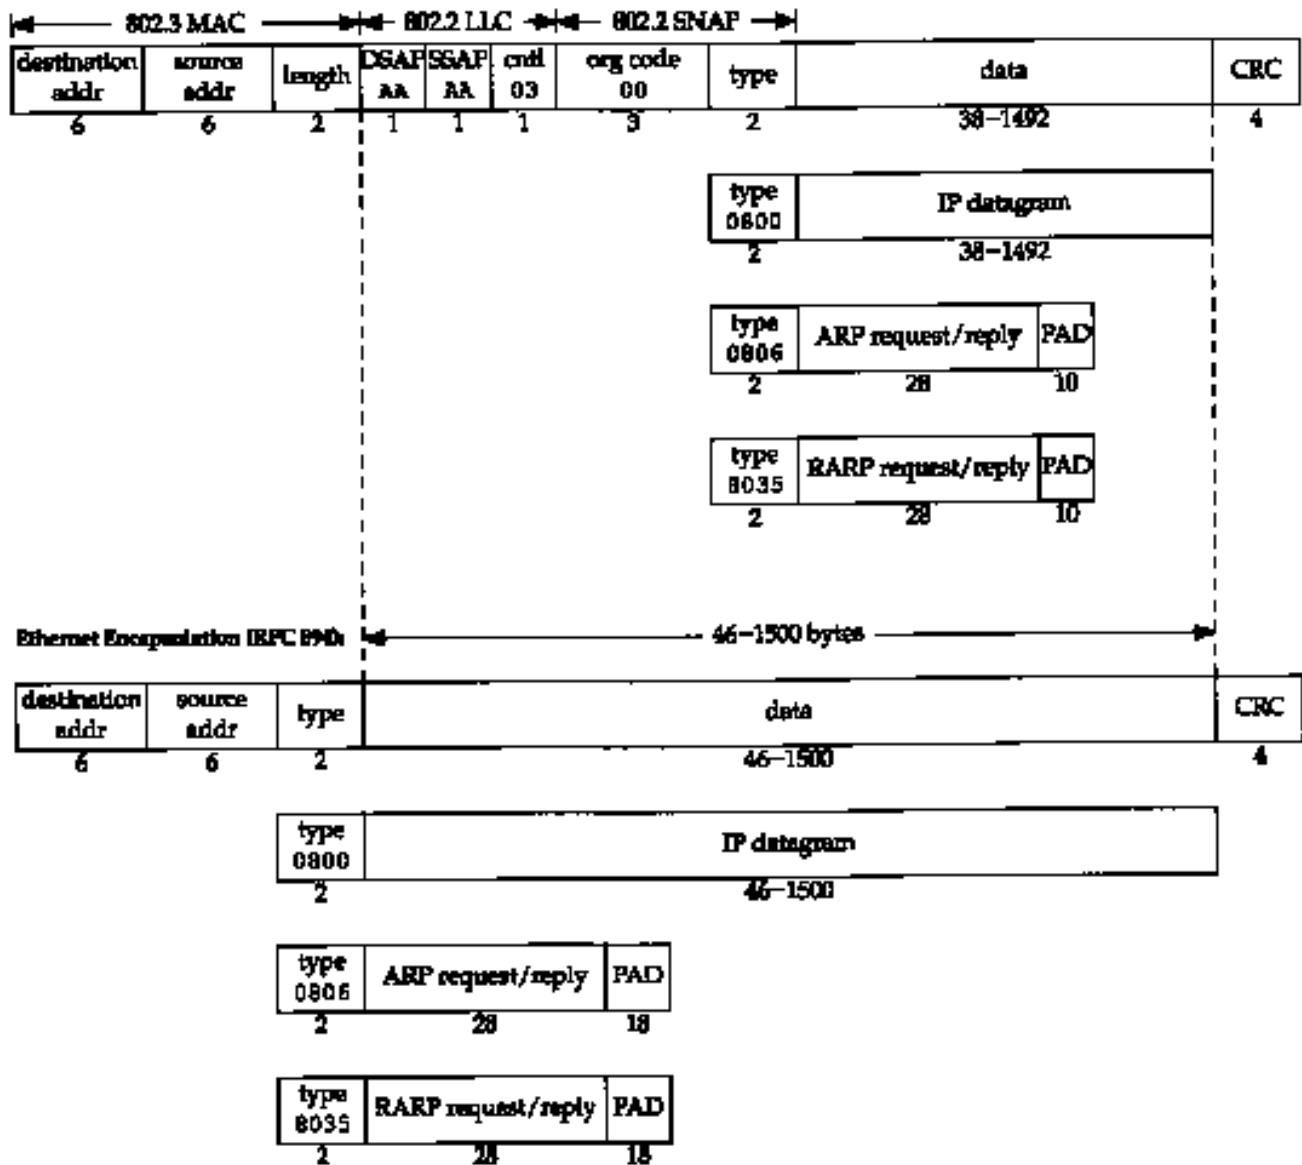 802.3 MAC 802.2 LLC 802.2 SNAP
destination addr source addr length DSAP AA SSAP AA cntl 03 org code 00 type data CRC
6 6 2 1 1 1 3 2 38-1492 4
type 0800 IP datagram
2 38-1492
type 0806 ARP request/reply PAD
2 28 10
type 8035 RARP request/reply PAD
2 28 10
Ethernet Encapsulation (RFC 894): 46-1500 bytes
destination addr source addr type data CRC
6 6 2 46-1500 4
type 0800 IP datagram
2 46-1500
type 0806 ARP request/reply PAD
2 28 18
type 8035 RARP request/reply PAD
2 28 18